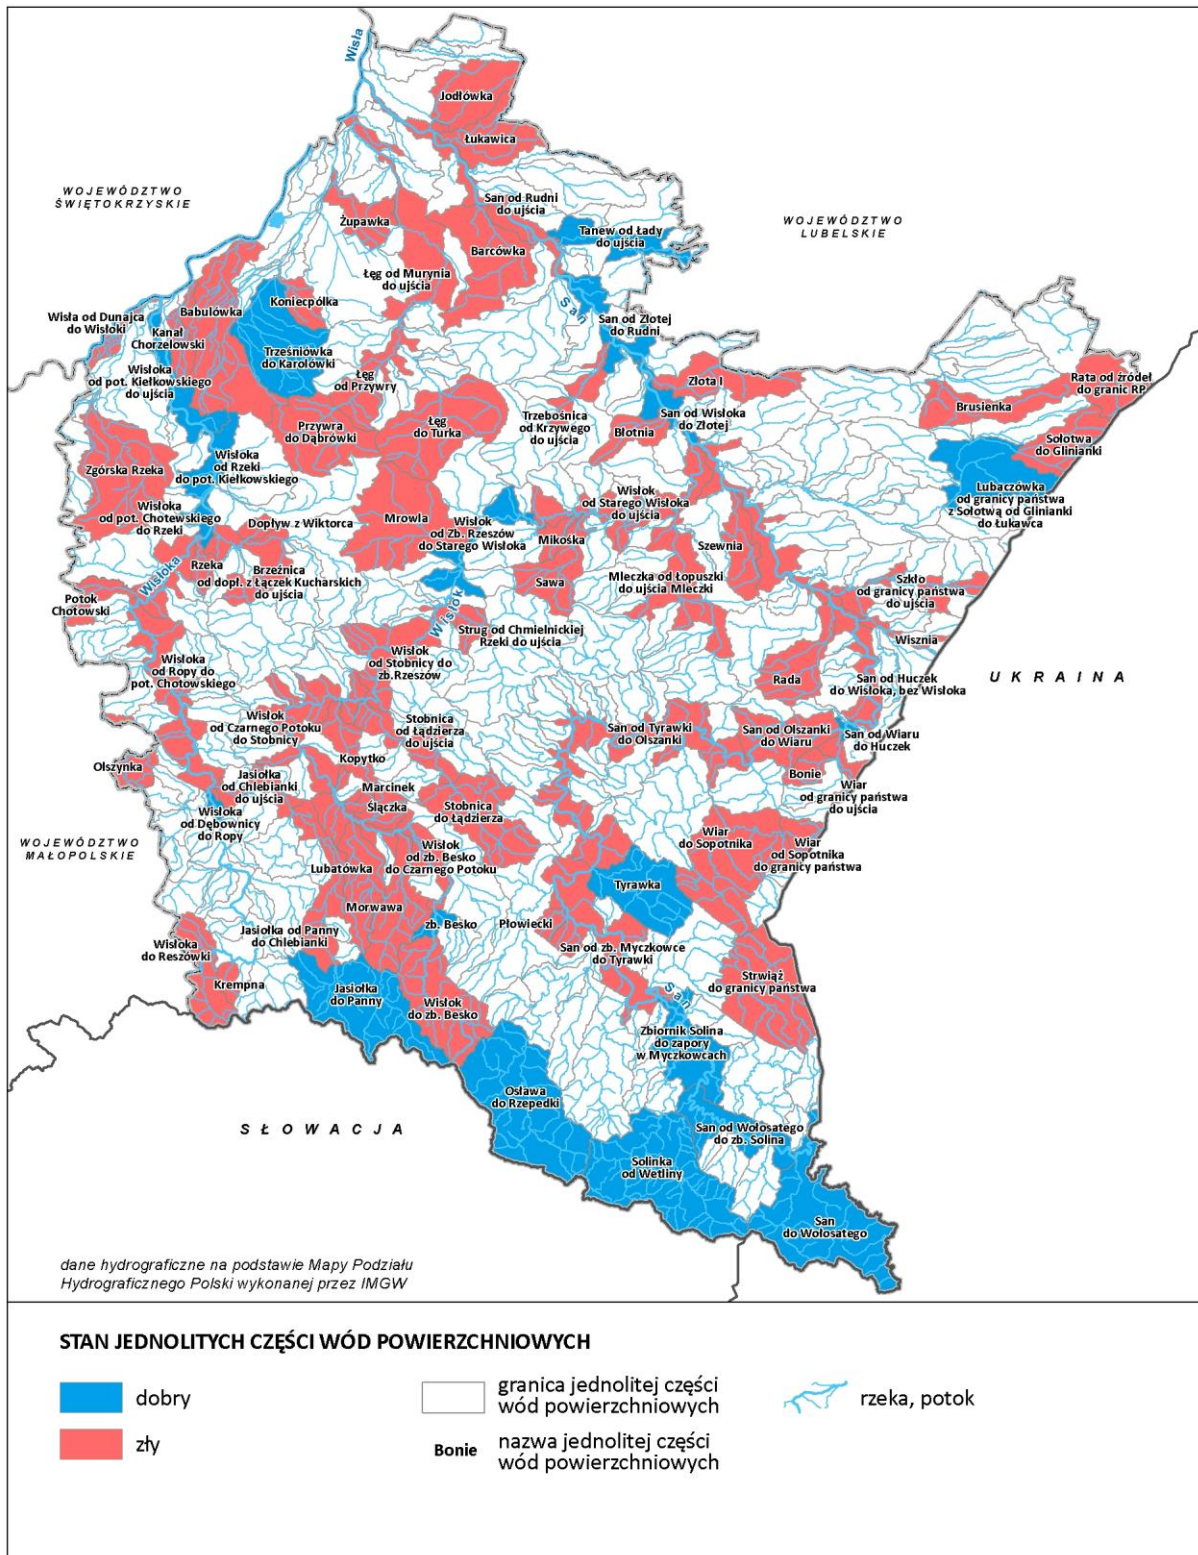 Wisła
Jodłówka
Łukawica
WOJEWÓDZTWO
ŚWIĘTOKRZYSKIE
San od Rudni
do ujścia
WOJEWÓDZTWO
LUBELSKIE
Żupawka
Tanew od Łady
do ujścia
Barcówka
Łęg od Murynia
do ujścia
Koniecpólka
San
Babulówka
Wisła od Dunajca
do Wisłoki
San od Złotej
do Rudni
Kanał
Chorzelowski
Trześniówka
do Karolówki
Wisłoka
od pot. Kiełkowskiego
do ujścia
Łęg
od Przywry
Złota I
Rata od źródeł
do granic RP
Brusienka
San od Wisłoka
do Złotej
Trzebośnica
od Krzywego
do ujścia
Łęg
do Turka
Przywra
do Dąbrówki
Błotnia
Sołotwa
do Glinianki
Wisłoka
od Rzeki
do pot. Kiełkowskiego
Zgórska Rzeka
Lubaczówka
od granicy państwa
z Sołotwą od Glinianki
do Łukawca
Wisłok
od Starego Wisłoka
do ujścia
Wisłoka
od pot. Chotewskiego
do Rzeki
Dopływ z Wiktorca
Mrowla
Wisłok
od Zb. Rzeszów
do Starego Wisłoka
Mikośka
Szewnia
Rzeka
Brzeźnica
od dopł. z Łączek Kucharskich
do ujścia
Wisłoka
Sawa
Mleczka od Łopuszki
do ujścia Mleczki
Szkło
od granicy państwa
do ujścia
Potok
Chotowski
Wisłok
Strug od Chmielnickiej
Rzeki do ujścia
Wisznia
Wisłok
od Stobnicy do
zb.Rzeszów
Wisłoka
od Ropy do
pot. Chotowskiego
Rada
San od Huczek
do Wisłoka, bez Wisłoka
UKRAINA
Wisłok
od Czarnego Potoku
do Stobnicy
Stobnica
od Łądzierza
do ujścia
San od Tyrawki
do Olszanki
San od Olszanki
do Wiaru
San od Wiaru
do Huczek
Olszynka
Kopytko
Jasiołka
od Chlebianki
do ujścia
Marcinek
Bonie
Wiar
od granicy państwa
do ujścia
Ślączka
Stobnica
do Łądzierza
Wisłoka
od Dębownicy
do Ropy
WOJEWÓDZTWO
MAŁOPOLSKIE
Wiar
do Sopotnika
Wiar
od Sopotnika
do granicy państwa
Wisłok
od zb. Besko
do Czarnego Potoku
Lubatówka
Tyrawka
Morwawa
zb. Besko
Płowiecki
Jasiołka od Panny
do Chlebianki
Wisłoka
do Reszówki
San od zb. Myczkowce
do Tyrawki
Strwiąż
do granicy państwa
Krempna
Jasiołka
do Panny
San
Wisłok
do zb. Besko
Zbiornik Solina
do zapory
w Myczkowcach
Osława
do Rzepedki
SŁOWACJA
San od Wołosatego
do zb. Solina
Solinka
od Wetliny
San
do Wołosatego
dane hydrograficzne na podstawie Mapy Podziału
Hydrograficznego Polski wykonanej przez IMGW
STAN JEDNOLITYCH CZĘŚCI WÓD POWIERZCHNIOWYCH
dobry
granica jednolitej części
wód powierzchniowych
rzeka, potok
zły
Bonie
nazwa jednolitej części
wód powierzchniowych